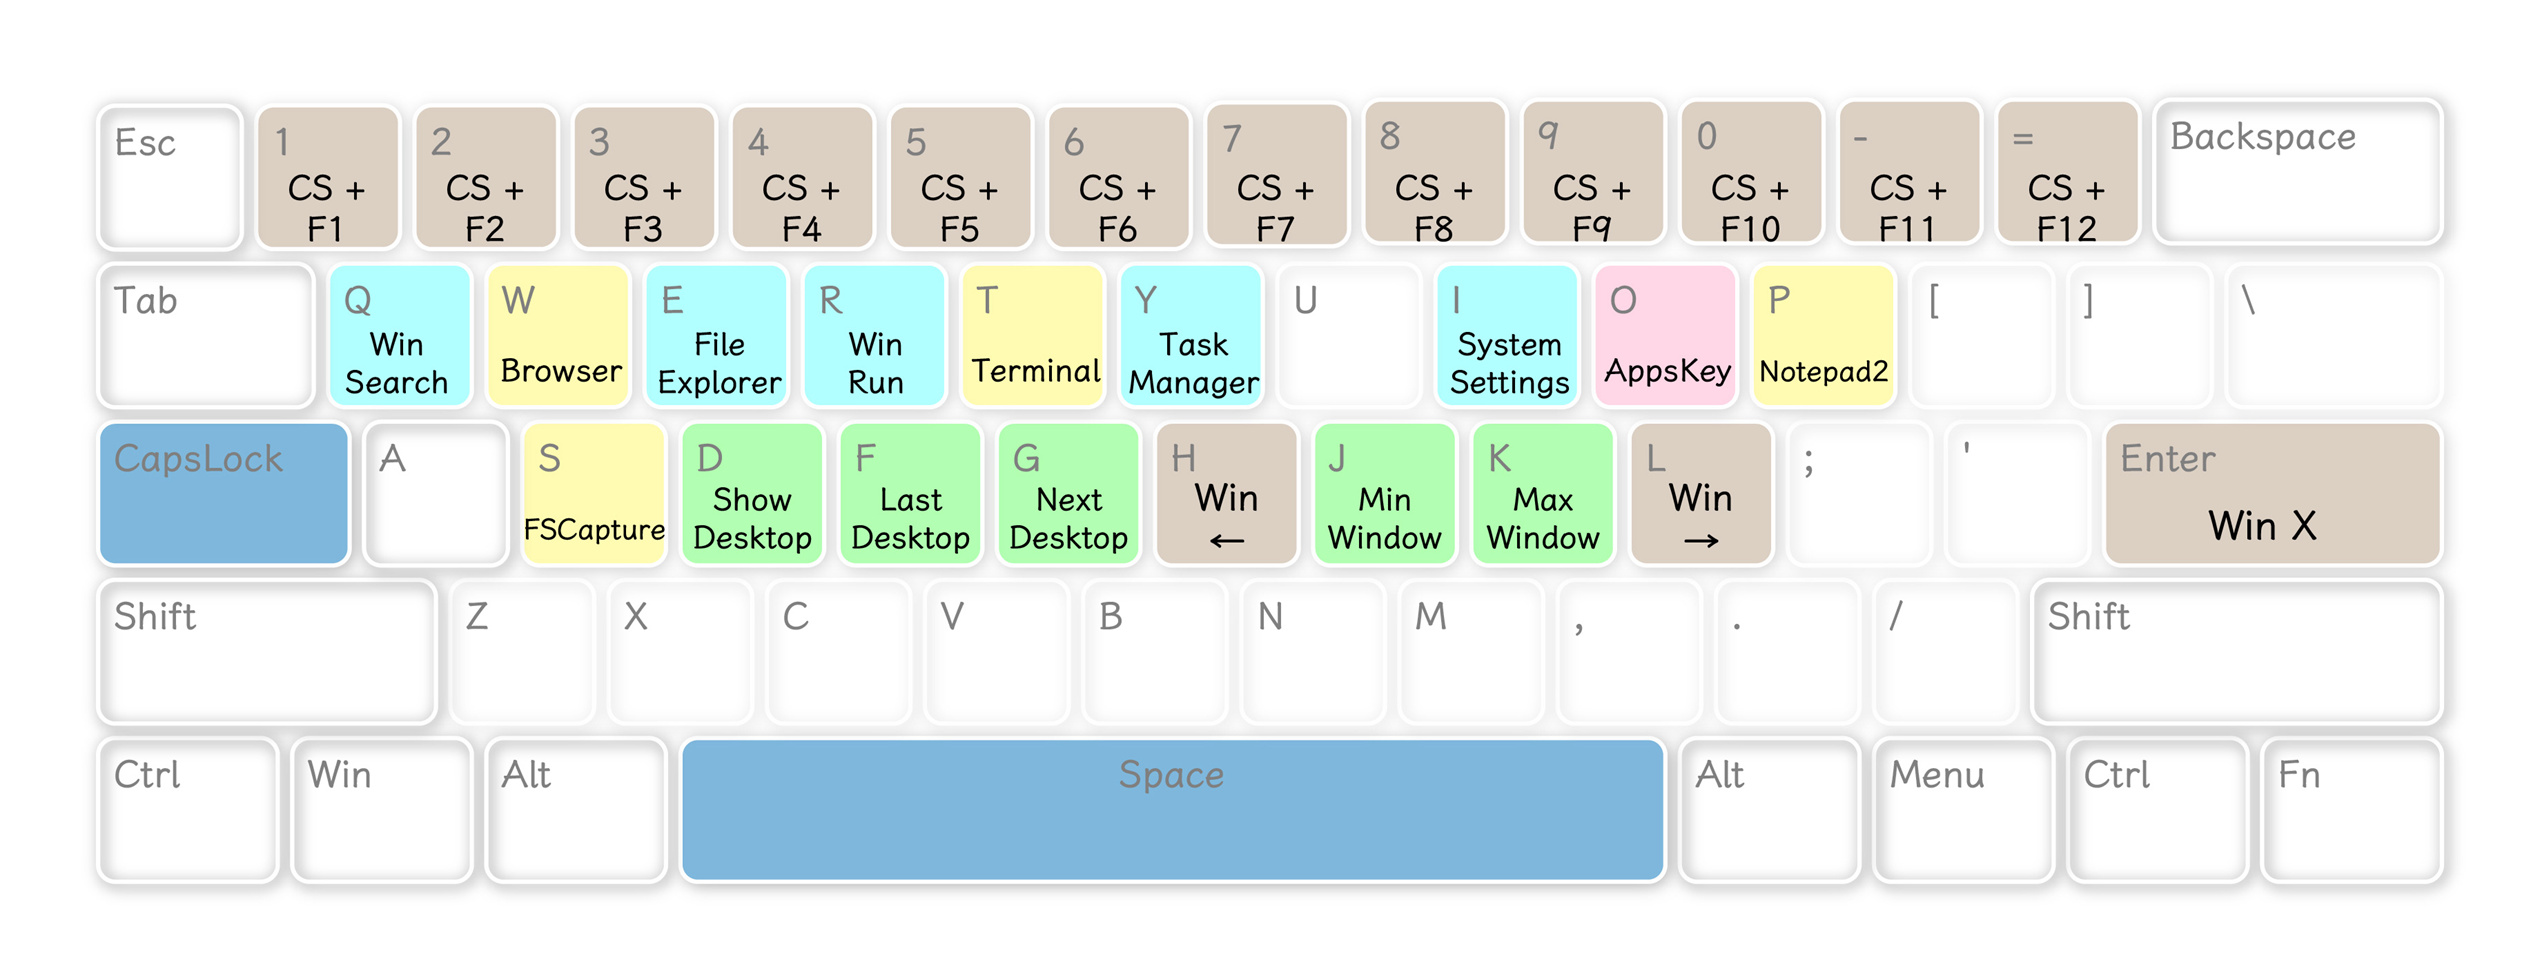 Esc
1
CS +
F1
2
CS +
F2
3
CS +
F3
4
CS +
F4
5
CS +
F5
6
CS +
F6
7
CS +
F7
8
CS +
F8
9
CS +
F9
0
CS +
F10
-
CS +
F11
=
CS +
F12
Backspace
Tab
Q
Win
Search
W
Browser
E
File
Explorer
R
Win
Run
T
Terminal
Y
Task
Manager
U
I
System
Settings
O
AppsKey
P
Notepad2
[
]
\
CapsLock
A
S
FSCapture
D
Show
Desktop
F
Last
Desktop
G
Next
Desktop
H
Win
←
J
Min
Window
K
Max
Window
L
Win
→
;
'
Enter
Win X
Shift
Z
X
C
V
B
N
M
,
.
/
Shift
Ctrl
Win
Alt
Space
Alt
Menu
Ctrl
Fn